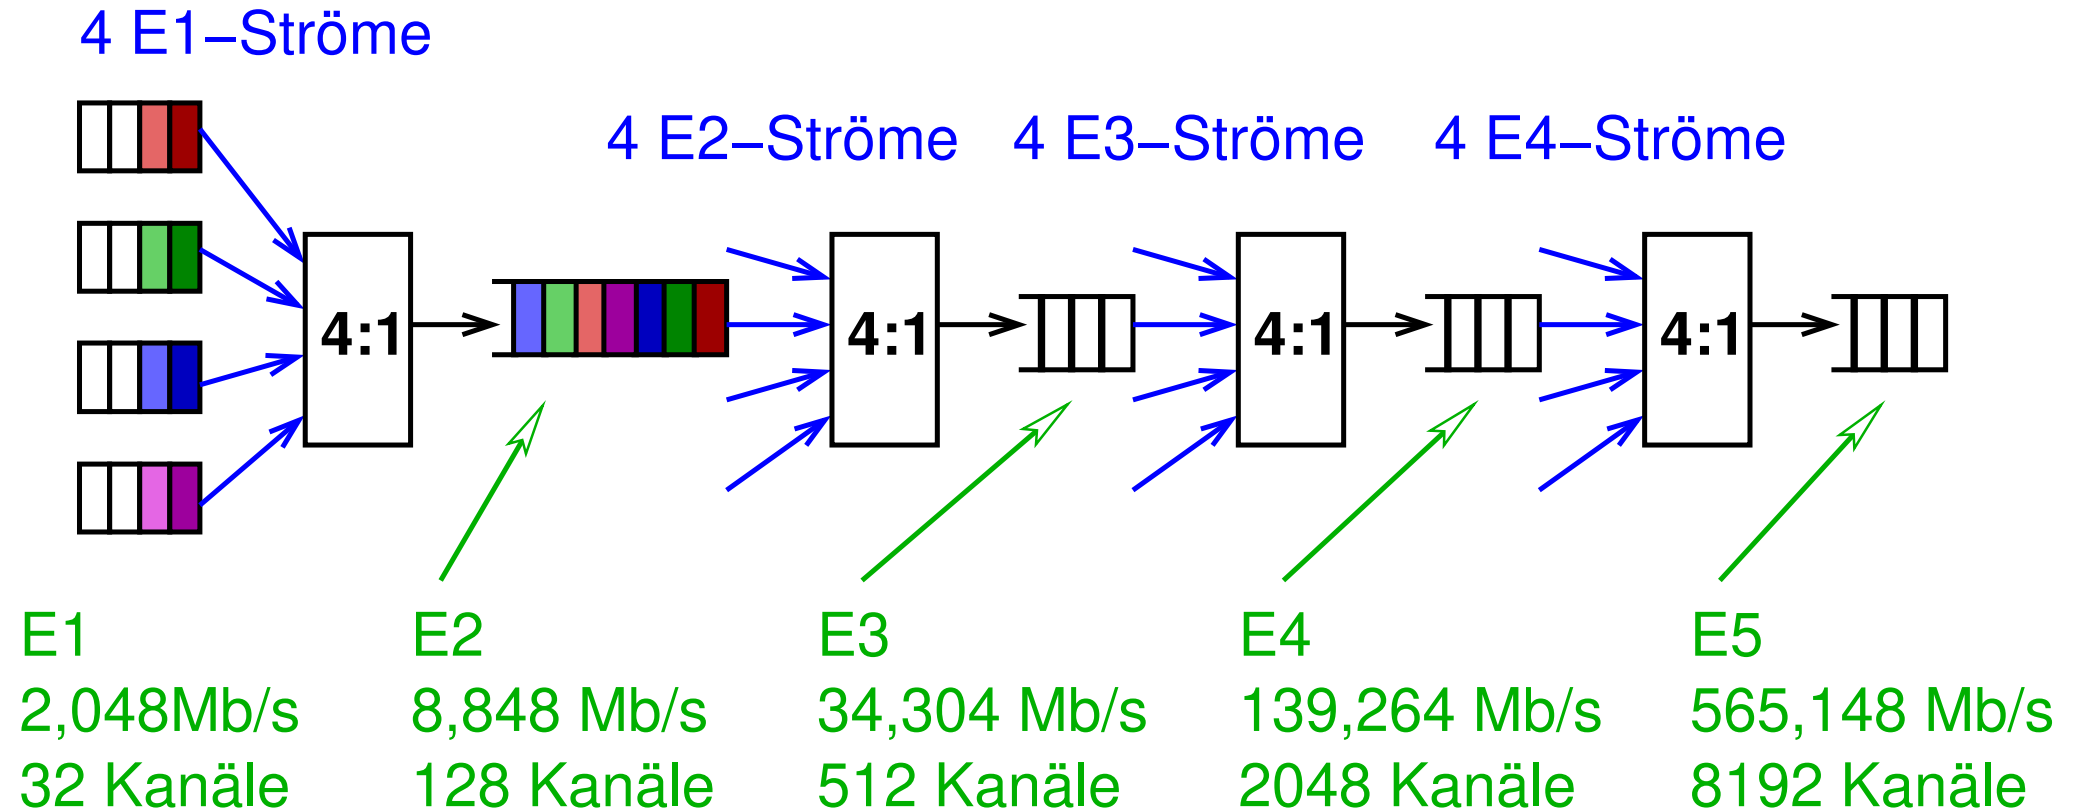 4 E1–Ströme
4 E2–Ströme
4 E3–Ströme
4 E4–Ströme
4:1
4:1
4:1
4:1
E1
2,048Mb/s
32 Kanäle
E2
8,848 Mb/s
128 Kanäle
E3
34,304 Mb/s
512 Kanäle
E4
139,264 Mb/s
2048 Kanäle
E5
565,148 Mb/s
8192 Kanäle